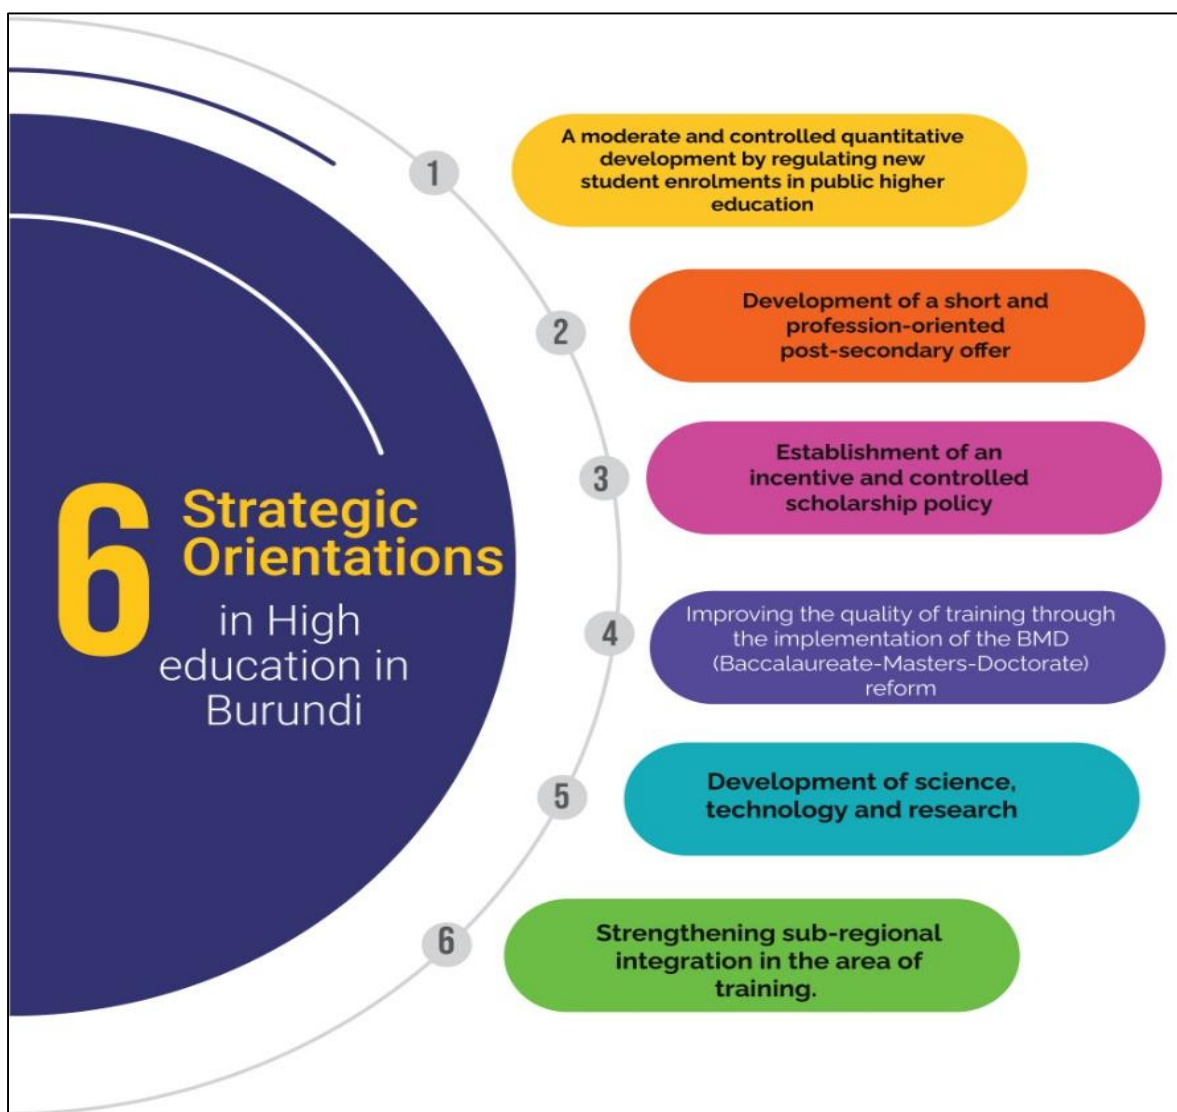 6
Strategic
Orientations
in High
education in
Burundi
1
A moderate and controlled quantitative
development by regulating new
student enrolments in public higher
education
2
Development of a short and
profession-oriented
post-secondary offer
3
Establishment of an
incentive and controlled
scholarship policy
4
Improving the quality of training through
the implementation of the BMD
(Baccalaureate-Masters-Doctorate)
reform
5
Development of science,
technology and research
6
Strengthening sub-regional
integration in the area of
training.